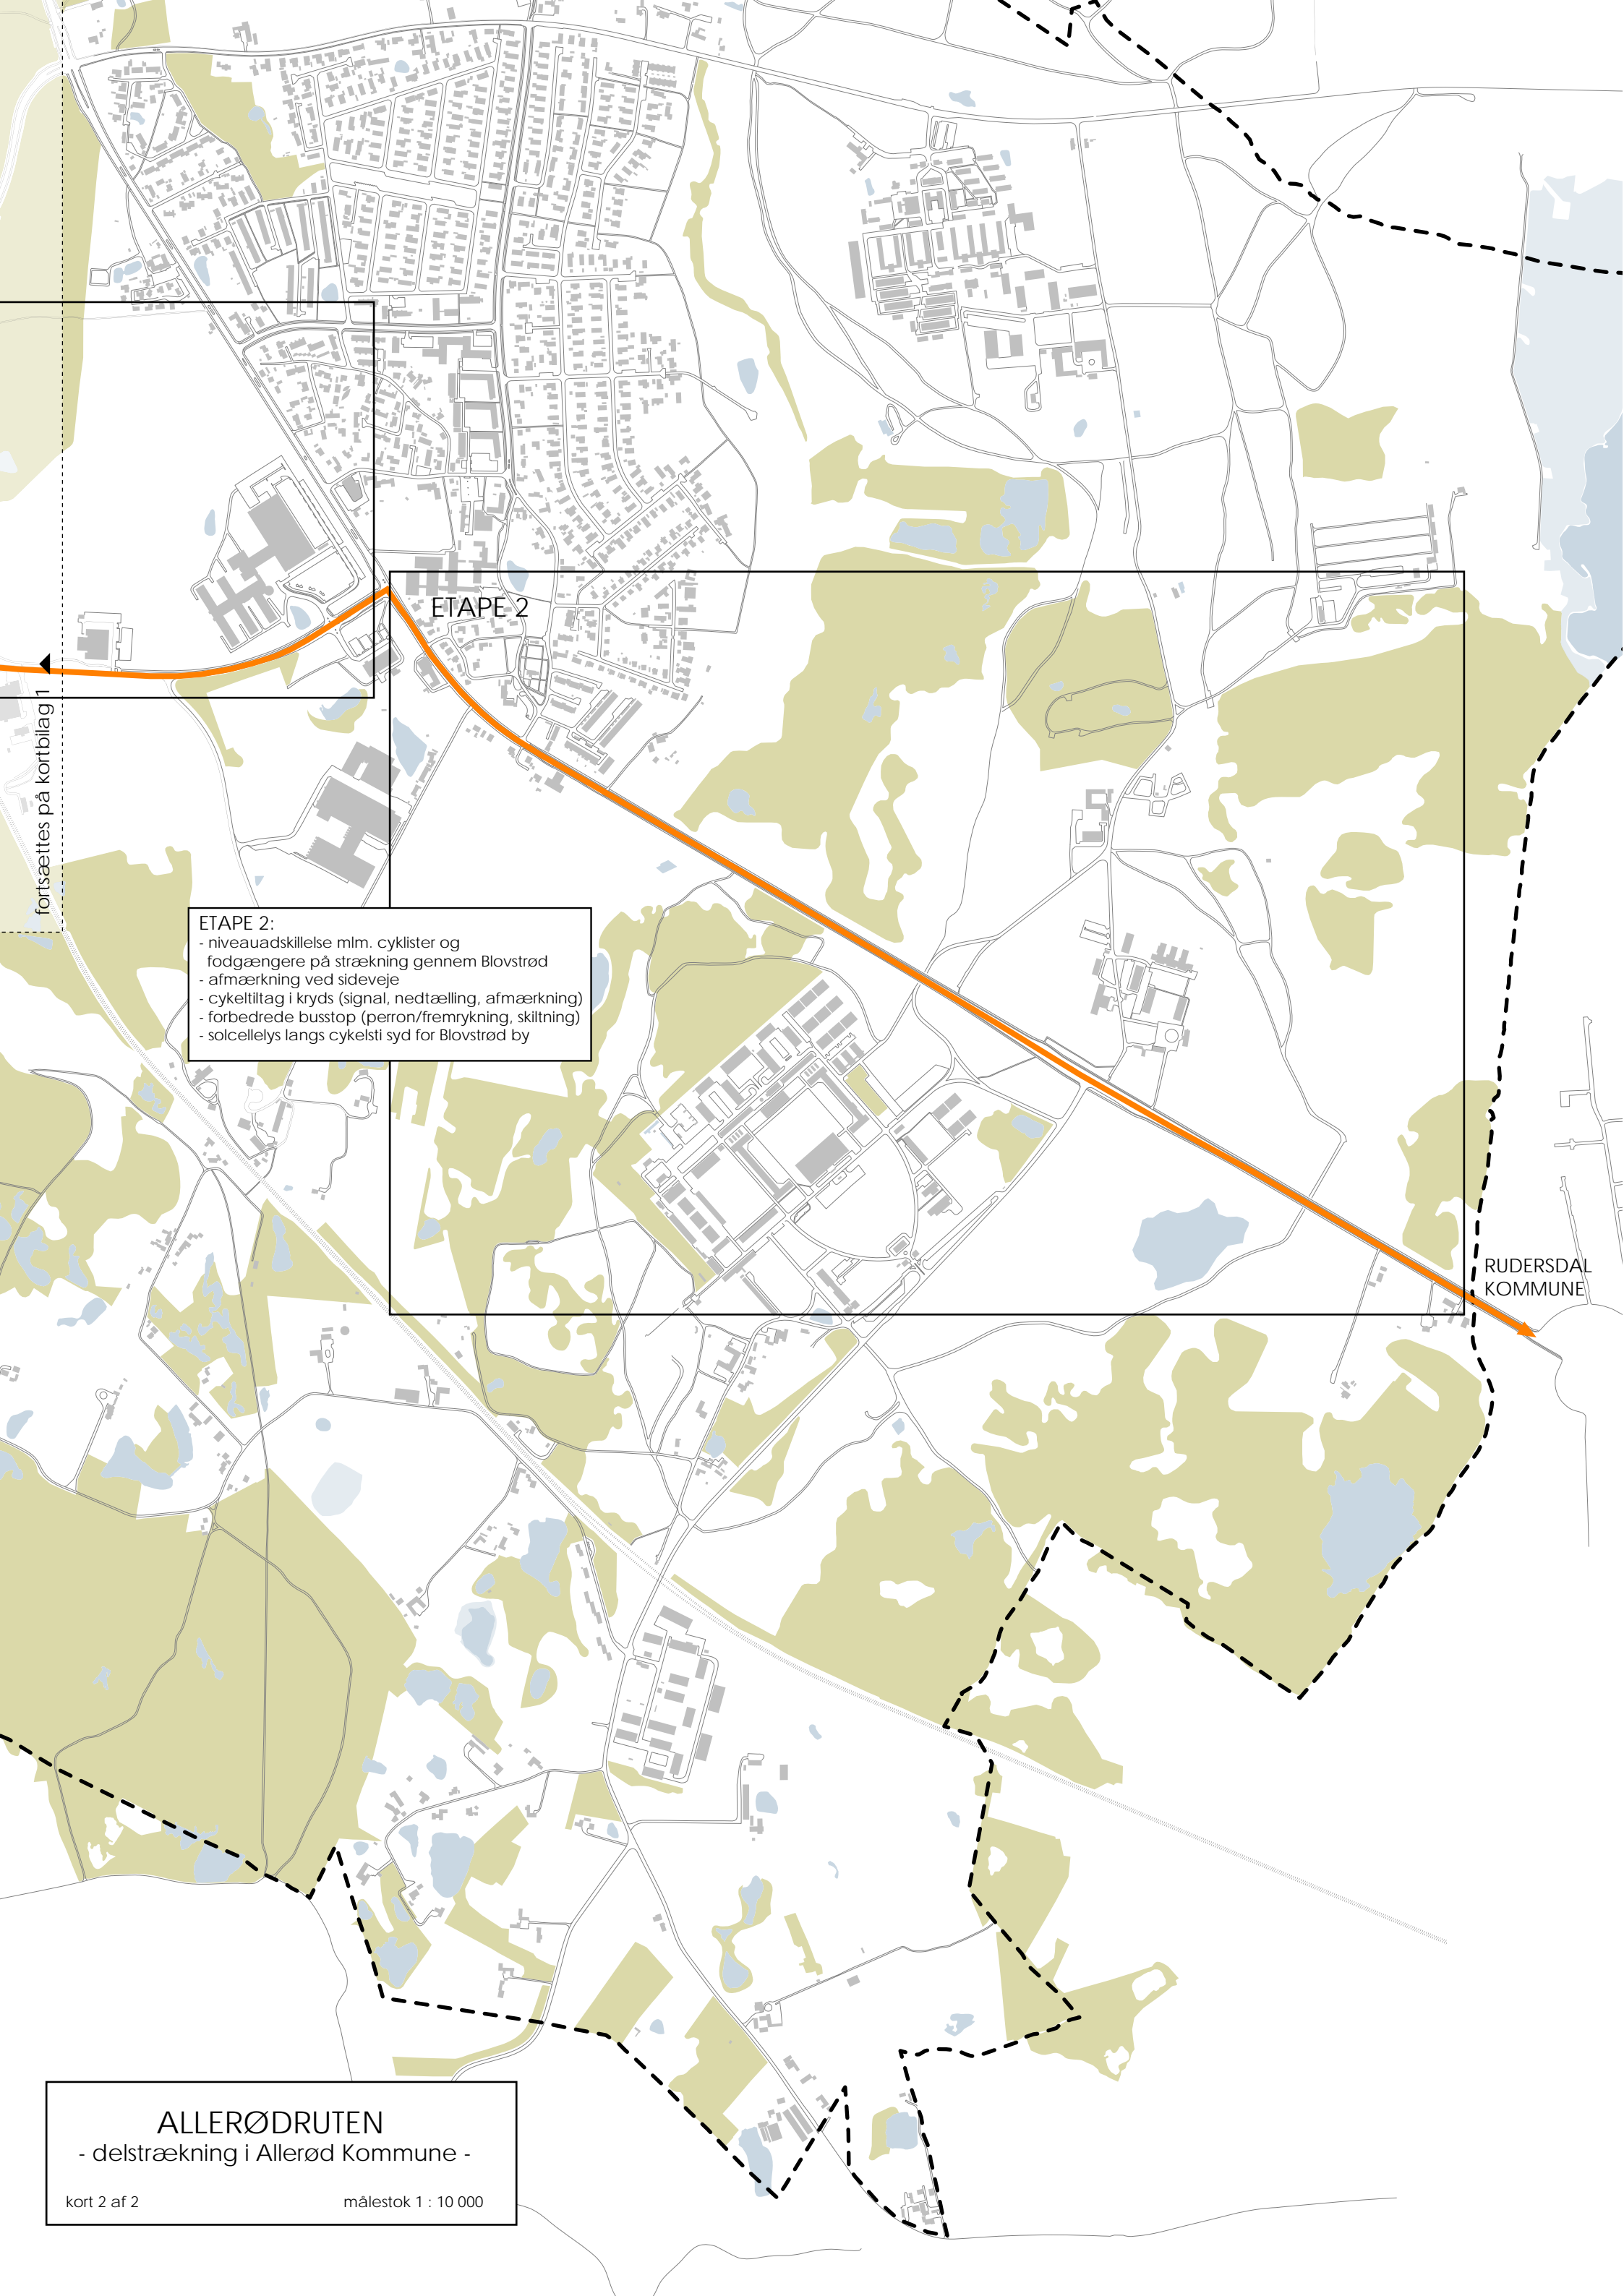 ETAPE 2
fortsættes på kortbilag 1
ETAPE 2:
- niveauadskillelse mlm. cyklister og
fodgængere på strækning gennem Blovstrød
- afmærkning ved sideveje
- cykeltiltag i kryds (signal, nedtælling, afmærkning)
- forbedrede busstop (perron/fremrykning, skiltning)
- solcellelys langs cykelsti syd for Blovstrød by
RUDERSDAL
KOMMUNE
ALLERØDRUTEN
- delstrækning i Allerød Kommune -
kort 2 af 2 målestok 1 : 10 000